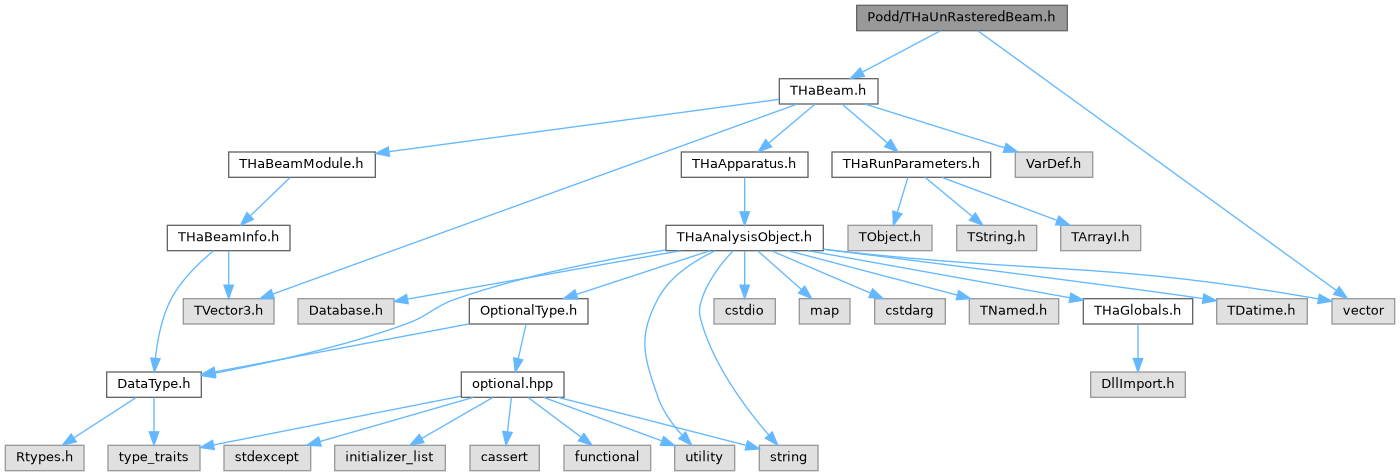 Podd/THaUnRasteredBeam.h
THaBeam.h
THaBeamModule.h
THaApparatus.h
THaRunParameters.h
VarDef.h
THaBeamInfo.h
THaAnalysisObject.h
TObject.h
TString.h
TArrayI.h
TVector3.h
Database.h
OptionalType.h
cstdio
map
cstdarg
TNamed.h
THaGlobals.h
TDatime.h
vector
DataType.h
optional.hpp
DllImport.h
Rtypes.h
type_traits
stdexcept
initializer_list
cassert
functional
utility
string